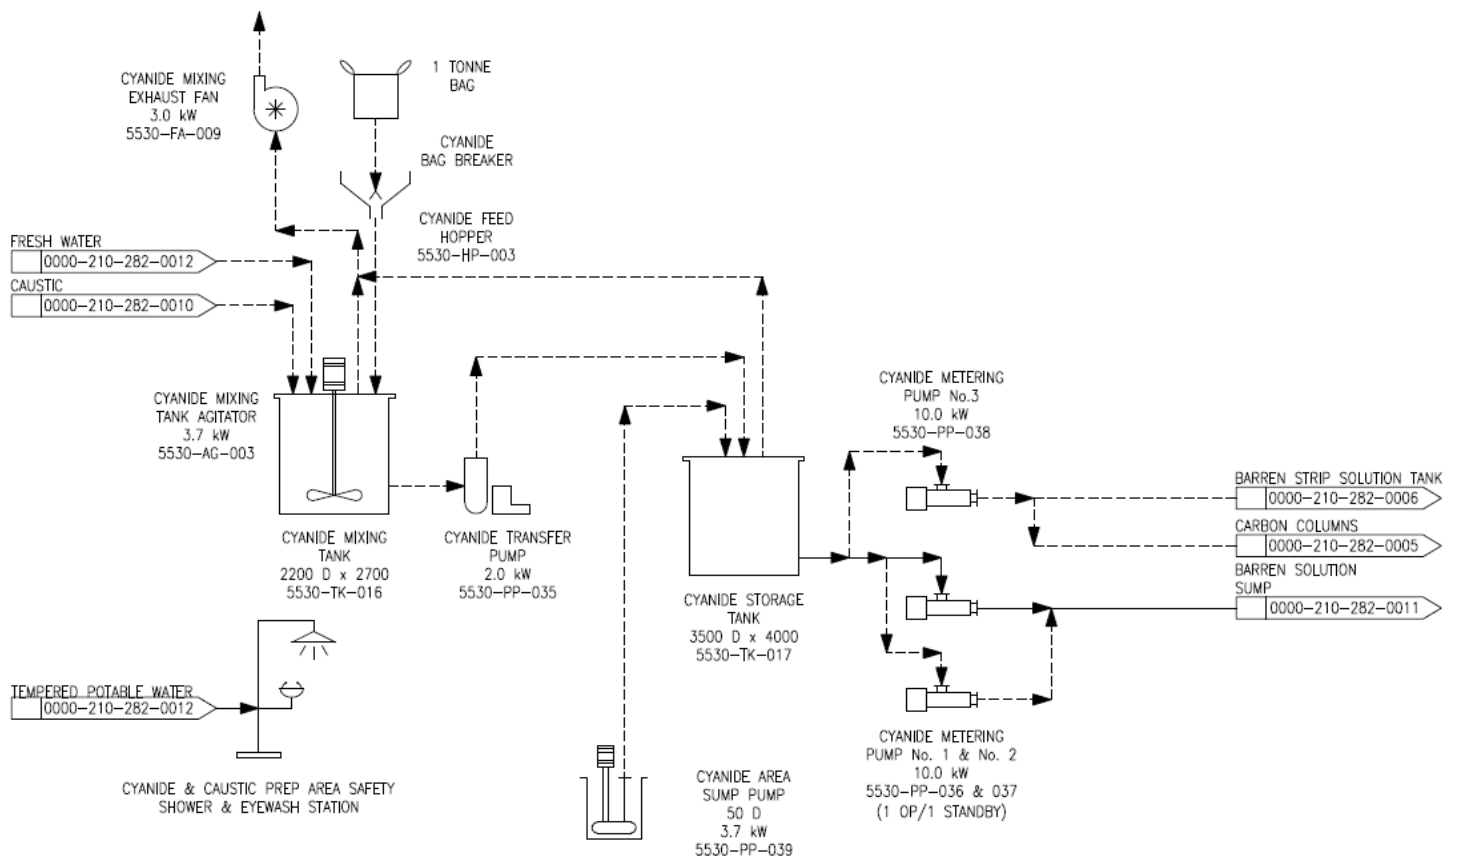 CYANIDE MIXING
EXHAUST FAN
3.0 kW
5530-FA-009
1 TONNE
BAG
CYANIDE
BAG BREAKER
CYANIDE FEED
HOPPER
5530-HP-003
FRESH WATER
0000-210-282-0012
CAUSTIC
0000-210-282-0010
CYANIDE MIXING
TANK AGITATOR
3.7 kW
5530-AG-003
CYANIDE MIXING
TANK
2200 D x 2700
5530-TK-016
CYANIDE TRANSFER
PUMP
2.0 kW
5530-PP-035
CYANIDE STORAGE
TANK
3500 D x 4000
5530-TK-017
CYANIDE METERING
PUMP No.3
10.0 kW
5530-PP-038
BARREN STRIP SOLUTION TANK
0000-210-282-0006
CARBON COLUMNS
0000-210-282-0005
BARREN SOLUTION
SUMP
0000-210-282-0011
TEMPERED POTABLE WATER
0000-210-282-0012
CYANIDE & CAUSTIC PREP AREA SAFETY
SHOWER & EYEWASH STATION
CYANIDE AREA
SUMP PUMP
50 D
3.7 kW
5530-PP-039
CYANIDE METERING
PUMP No. 1 & No. 2
10.0 kW
5530-PP-036 & 037
(1 OP/1 STANDBY)